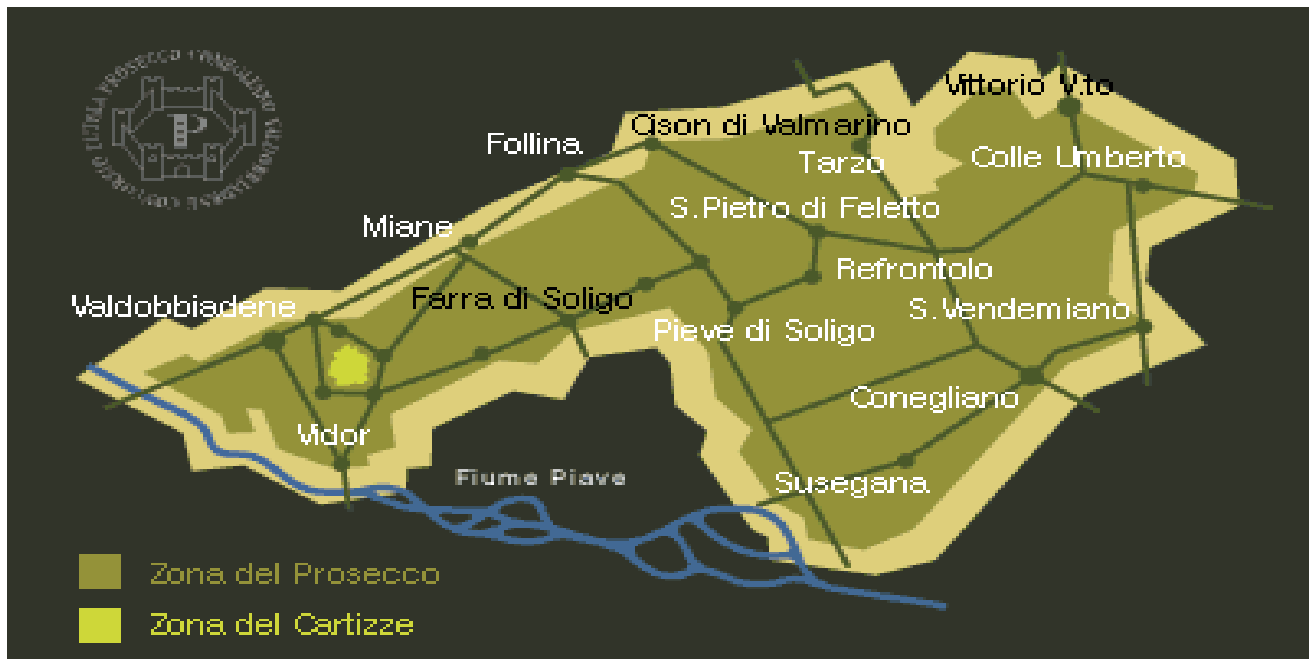 Vittorio V.to
Cison di Valmarino
Follina
Tarzo
Colle Umberto
S.Pietro di Feletto
Miane
Refrontolo
Valdobbiadene
Farra di Soligo
S.Vendemiano
Pieve di Soligo
Conegliano
Vidor
Fiume Piave
Susegana
Zona del Prosecco
Zona del Cartizze